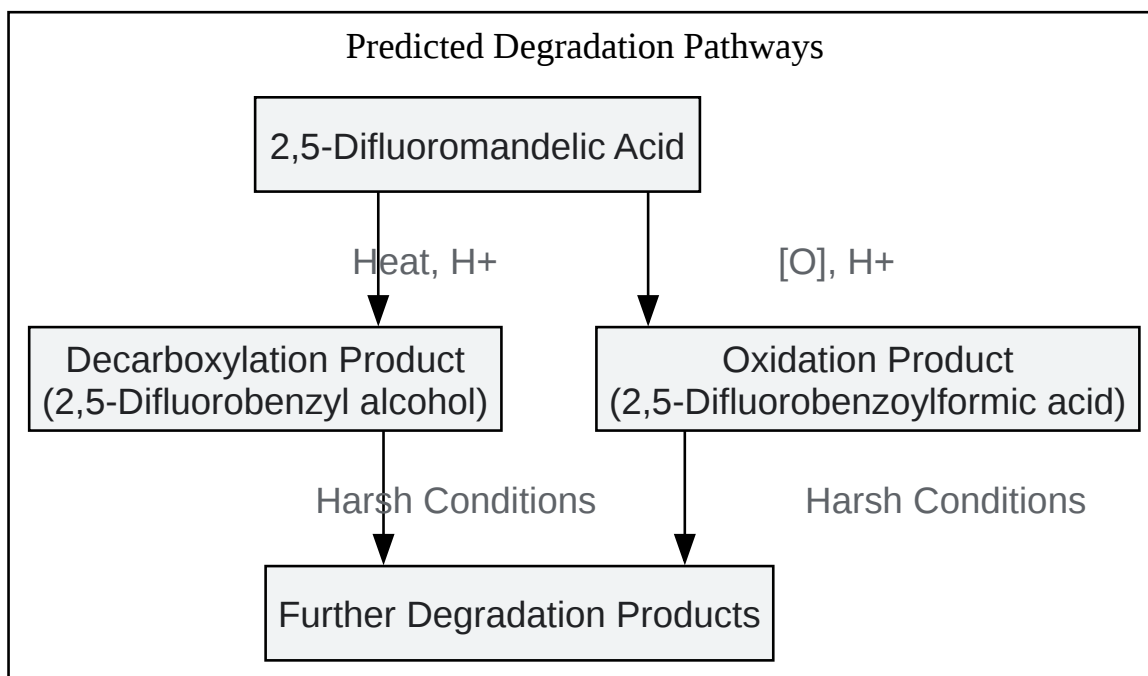 Predicted Degradation Pathways
2,5-Difluoromandelic Acid
Heat, H+
[O], H+
Decarboxylation Product
(2,5-Difluorobenzyl alcohol)
Oxidation Product
(2,5-Difluorobenzoylformic acid)
Harsh Conditions
Harsh Conditions
Further Degradation Products